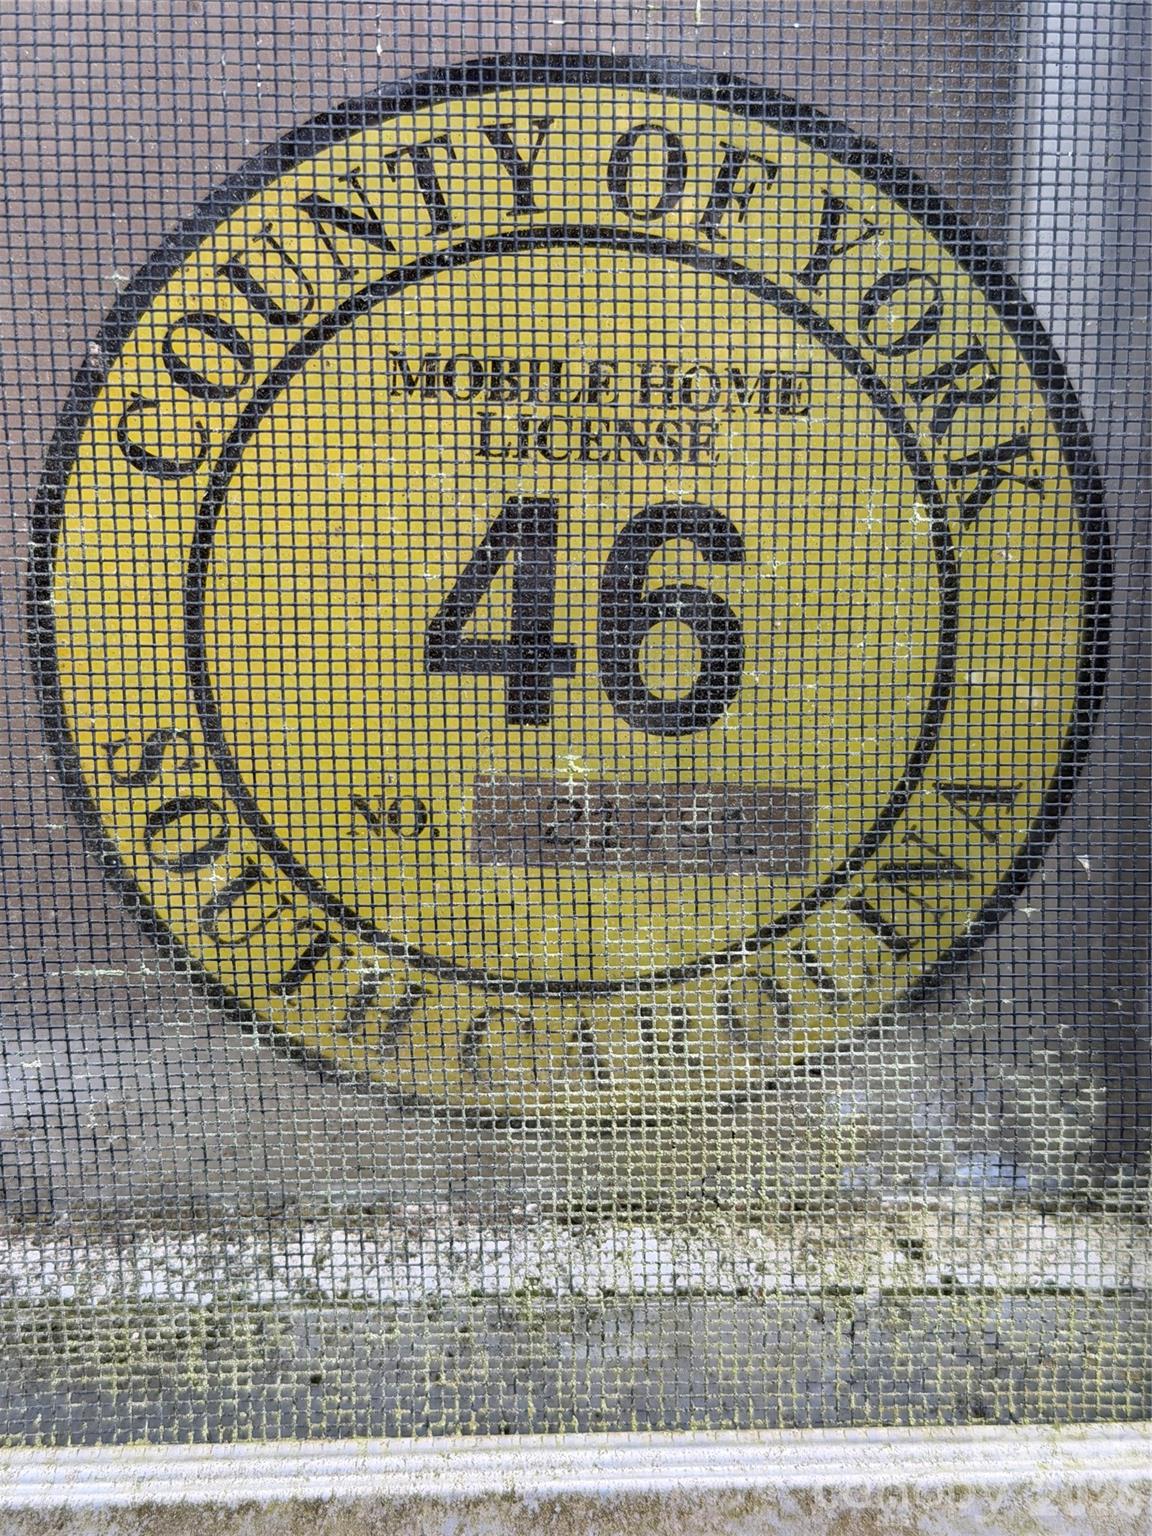 COUNTY OF YORK
MOBILE HOME
LICENSE
46
NO.
SOUTH CAROLINA